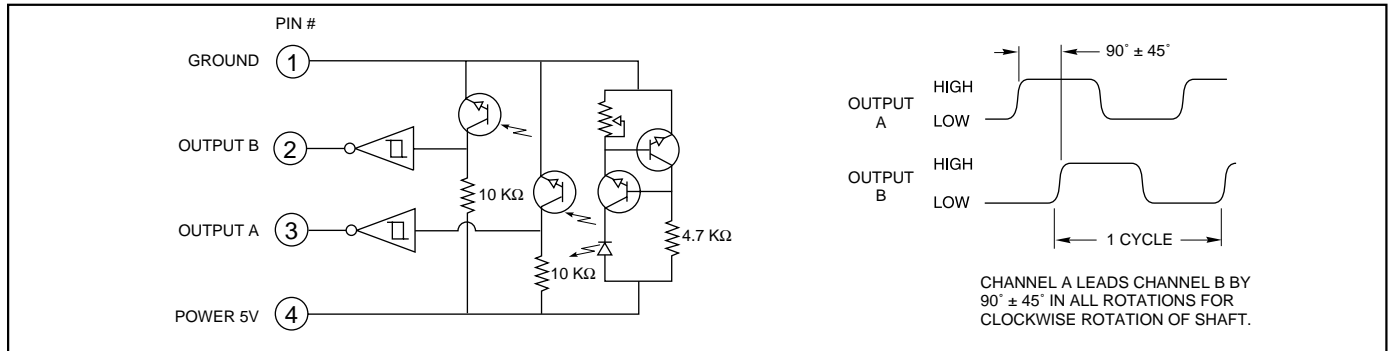 PIN #
GROUND 1
OUTPUT B 2
10 KΩ
OUTPUT A 3
4.7 KΩ
10 KΩ
POWER 5V 4
90° ± 45°
HIGH
OUTPUT
A
LOW
HIGH
OUTPUT
B
LOW
1 CYCLE
CHANNEL A LEADS CHANNEL B BY
90° ± 45° IN ALL ROTATIONS FOR
CLOCKWISE ROTATION OF SHAFT.